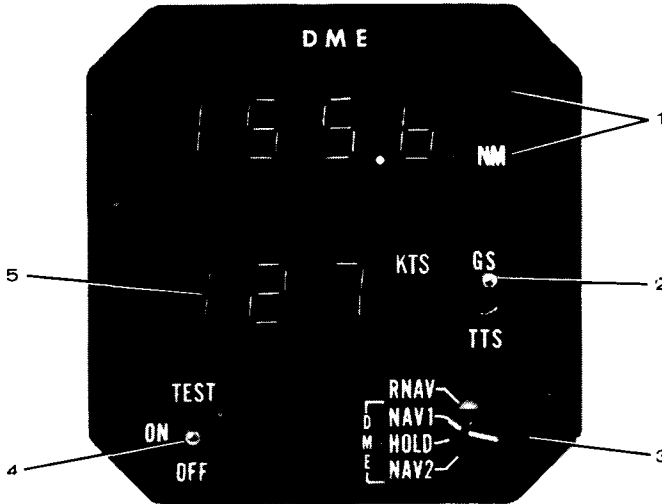 DME
1
155.6
NM
KTS GS
5
127
2
TTS
TEST
RNAV
ON
NAV1
DME
HOLD
3
4
OFF
NAV2